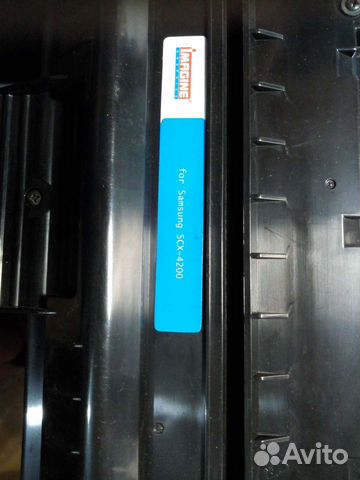 iMAGINE
for Samsung SCX-4200
Avito